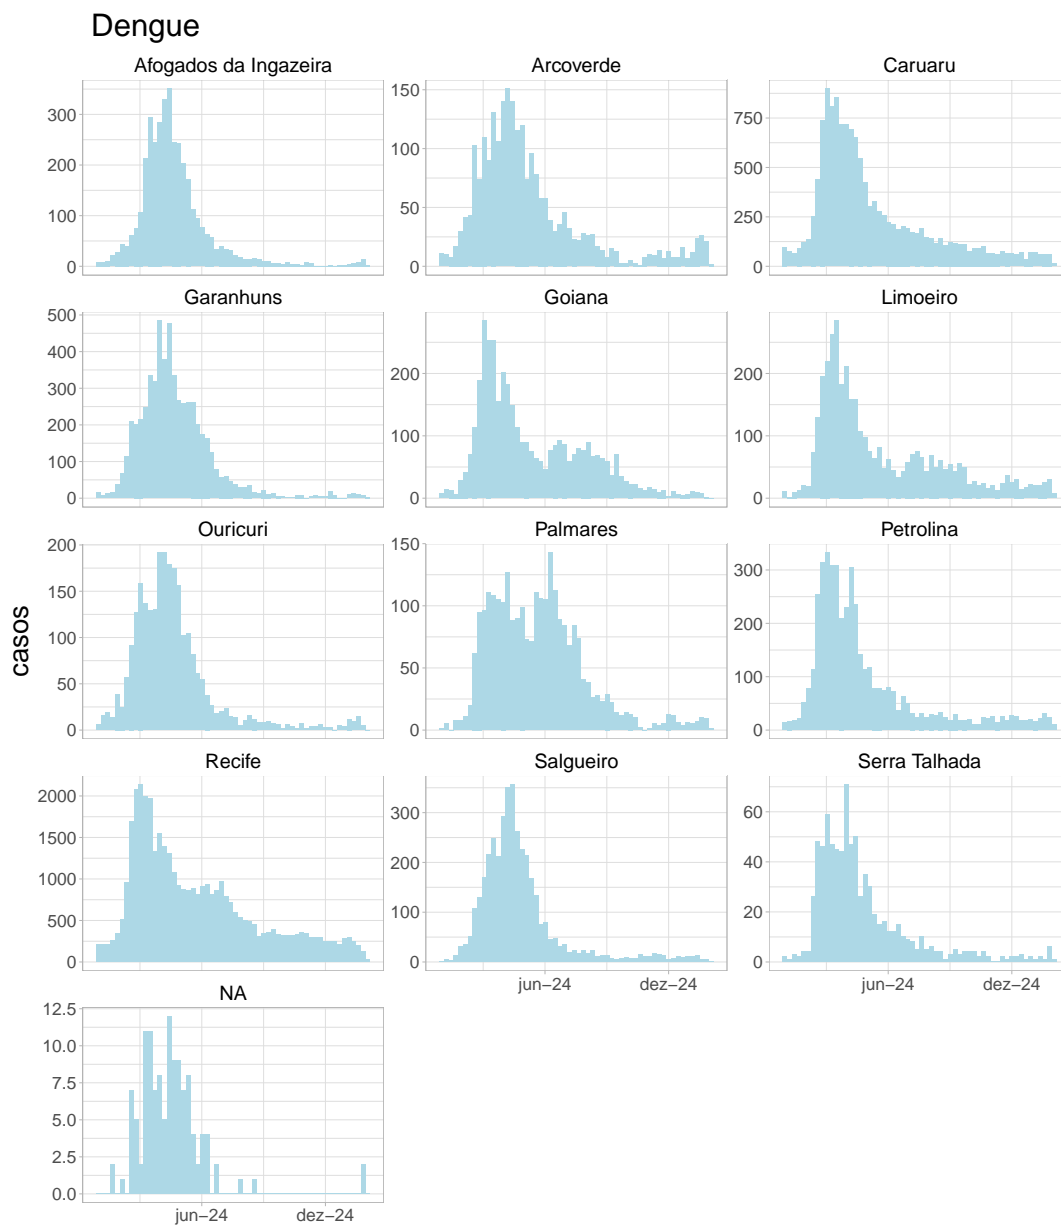 Dengue
Afogados da Ingazeira
Arcoverde
Caruaru
300
200
100
0
150
100
50
0
750
500
250
0
Garanhuns
Goiana
Limoeiro
500
400
300
200
100
0
200
100
0
200
100
0
Ouricuri
Palmares
Petrolina
200
150
100
50
0
150
100
50
0
300
200
100
0
casos
Recife
Salgueiro
Serra Talhada
2000
1500
1000
500
0
300
200
100
0
60
40
20
0
jun−24
dez−24
jun−24
dez−24
NA
12.5
10.0
7.5
5.0
2.5
0.0
jun−24
dez−24